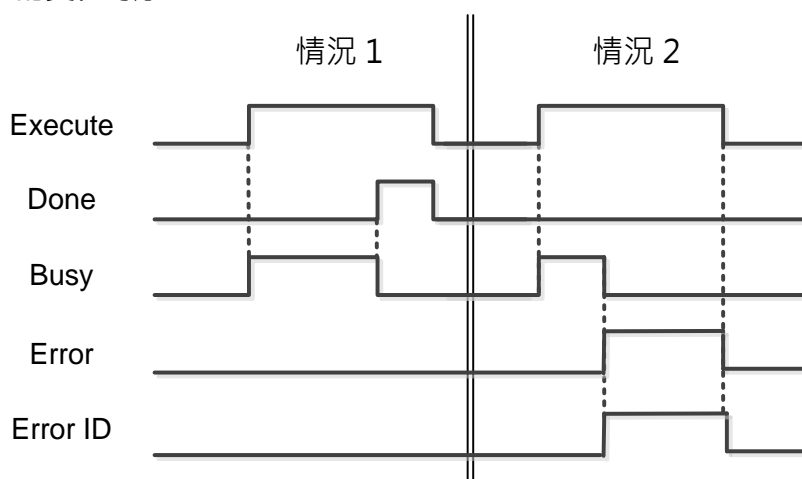 情況 1
情況 2
Execute
Done
Busy
Error
Error ID